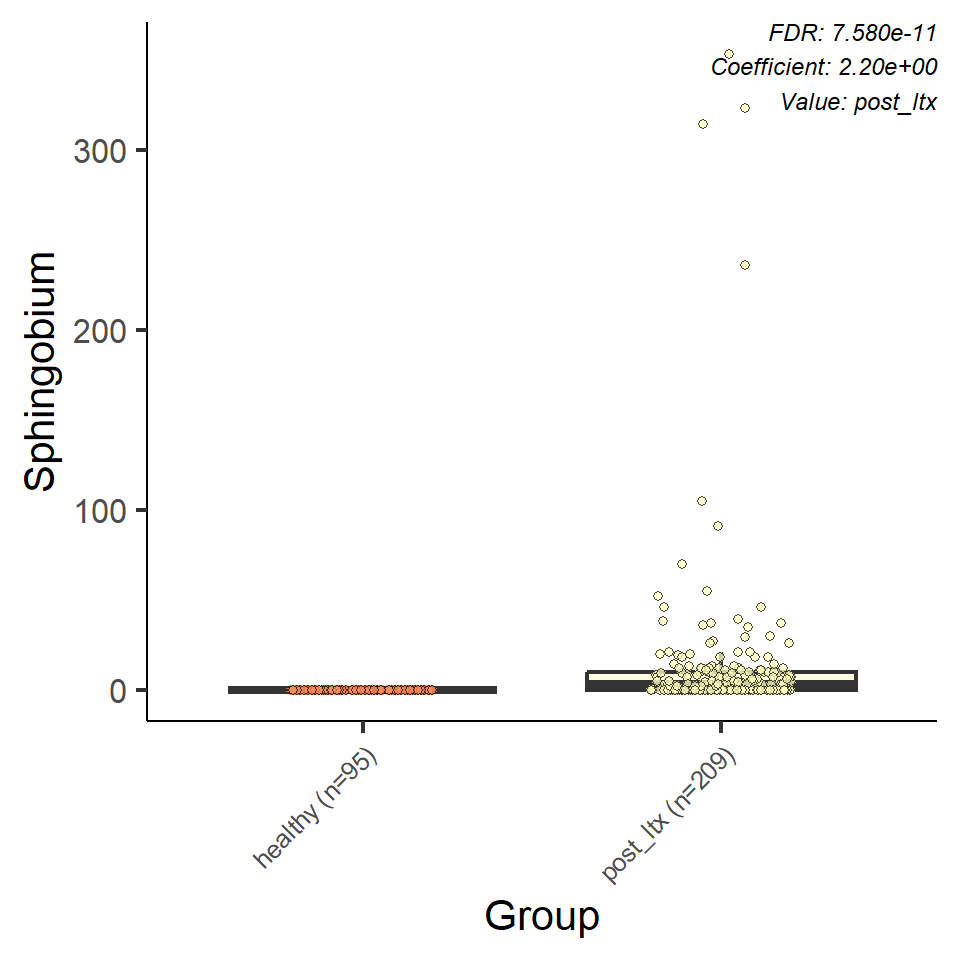 FDR: 7.580e-11
Coefficient: 2.20e+00
Value: post_ltx
300
200
100
0
Sphingobium
healthy (n=95)
post_ltx (n=209)
Group